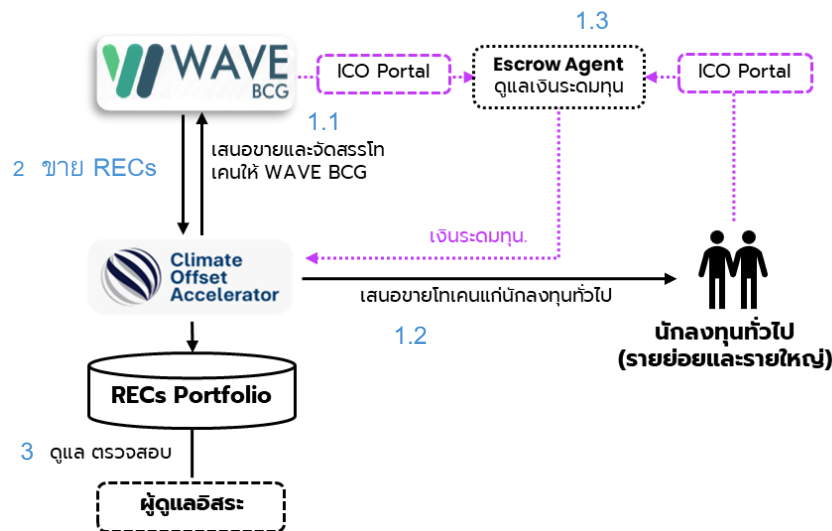 1.3
WAVE
BCG
ICO Portal
Escrow Agent
ดูแลเงินระดมทุน
ICO Portal
1.1
2 ขาย RECs
เสนอขายและจัดสรรโท
เคนให้ WAVE BCG
เงินระดมทุน.
Climate
Offset
Accelerator
เสนอขายโทเคนแก่นักลงทุนทั่วไป
1.2
นักลงทุนทั่วไป
(รายย่อยและรายใหญ่)
RECs Portfolio
3 ดูแล ตรวจสอบ
ผู้ดูแลอิสระ